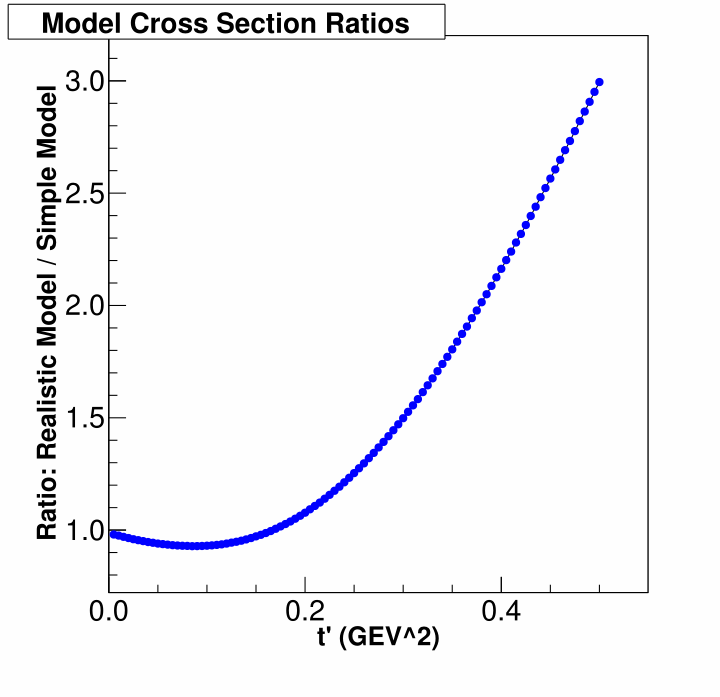 Model Cross Section Ratios
Ratio: Realistic Model / Simple Model
3.0
2.5
2.0
1.5
1.0
0.0 0.2 0.4
t' (GEV^2)